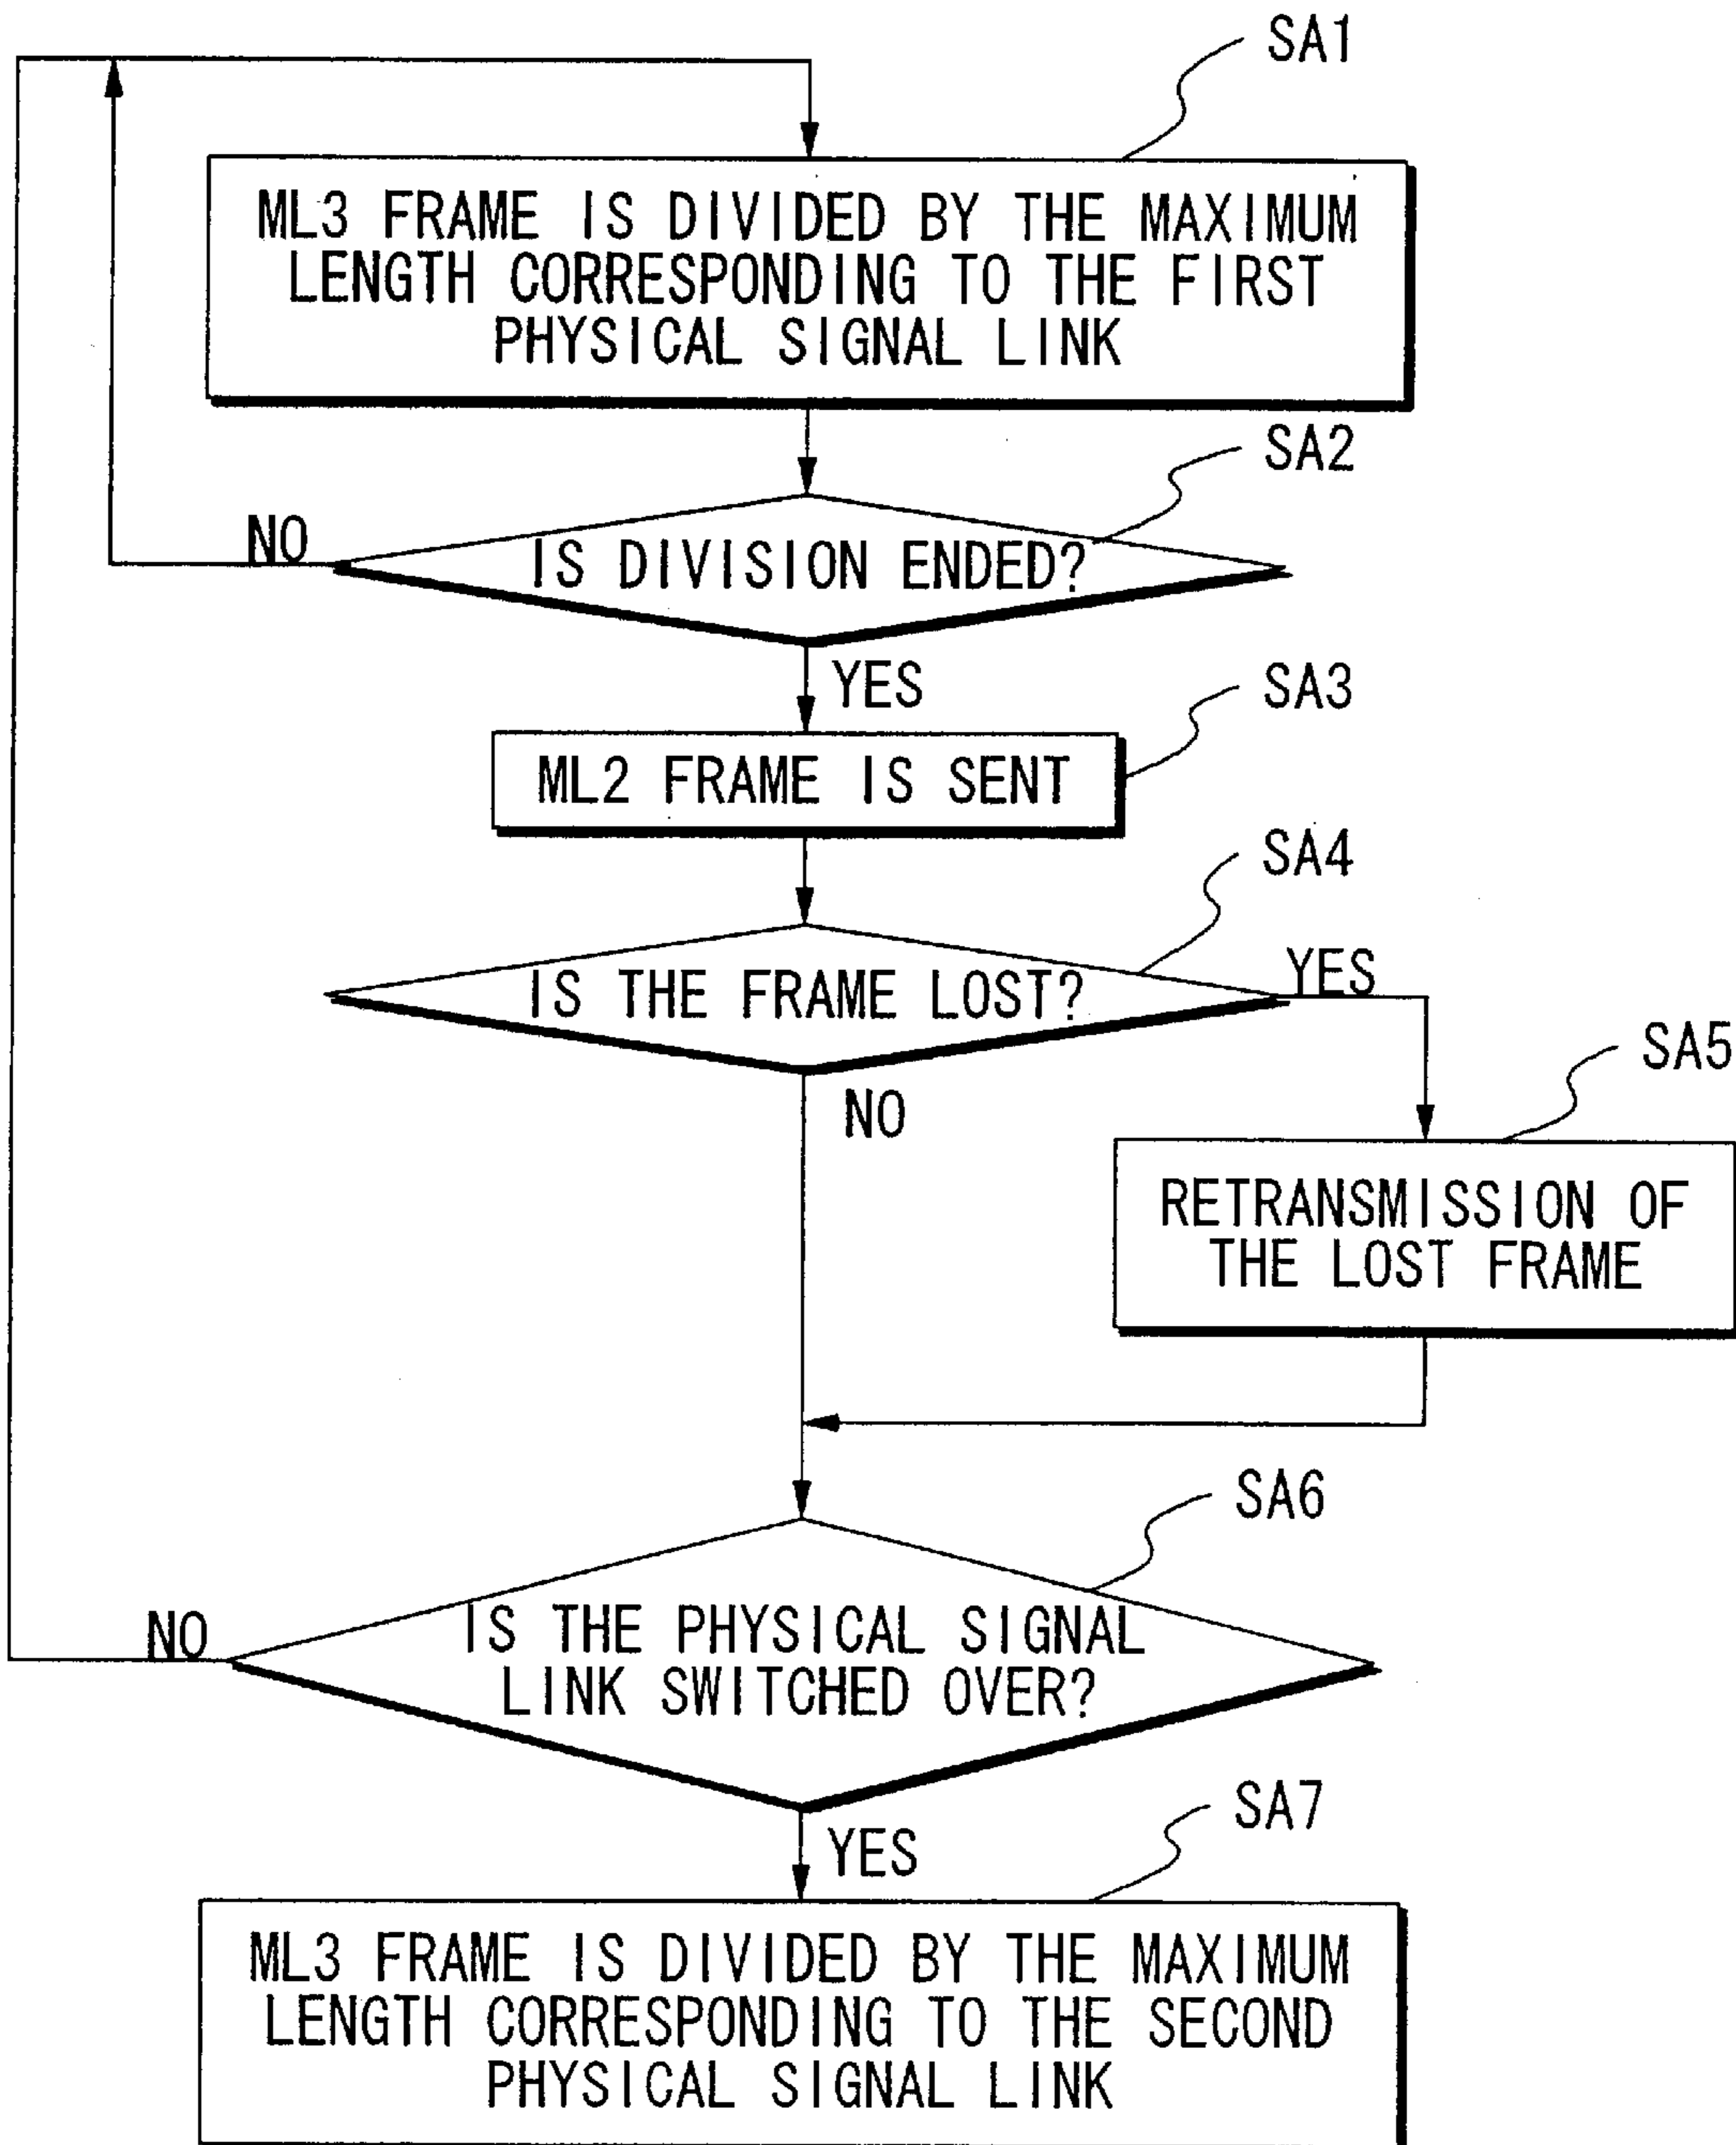 SA1
ML3 FRAME IS DIVIDED BY THE MAXIMUM
LENGTH CORRESPONDING TO THE FIRST
PHYSICAL SIGNAL LINK
SA2
NO
IS DIVISION ENDED?
YES
SA3
ML2 FRAME IS SENT
SA4
IS THE FRAME LOST?
YES
SA5
NO
RETRANSMISSION OF
THE LOST FRAME
SA6
NO
IS THE PHYSICAL SIGNAL
LINK SWITCHED OVER?
SA7
YES
ML3 FRAME IS DIVIDED BY THE MAXIMUM
LENGTH CORRESPONDING TO THE SECOND
PHYSICAL SIGNAL LINK